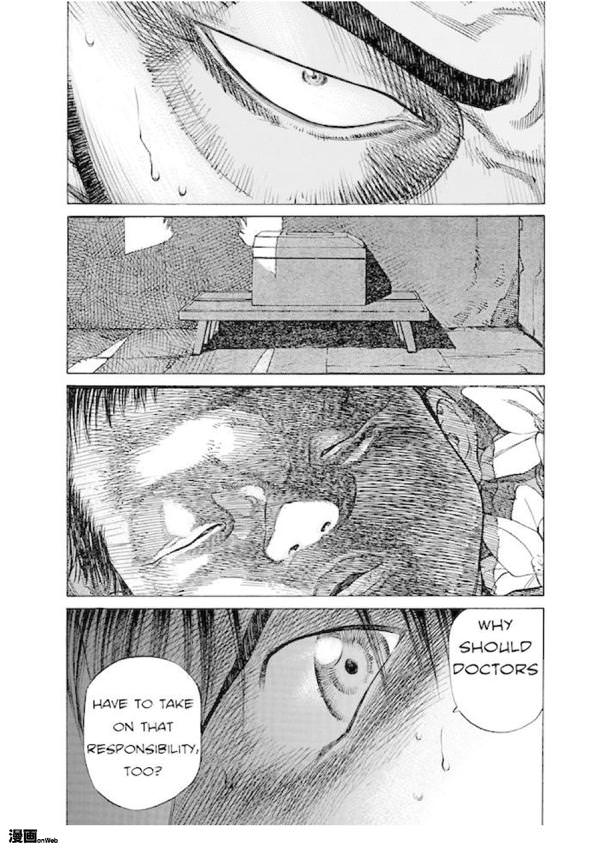 WHY
SHOULD
DOCTORS
HAVE TO TAKE
ON THAT
RESPONSIBILITY,
TOO?
漫画onWeb